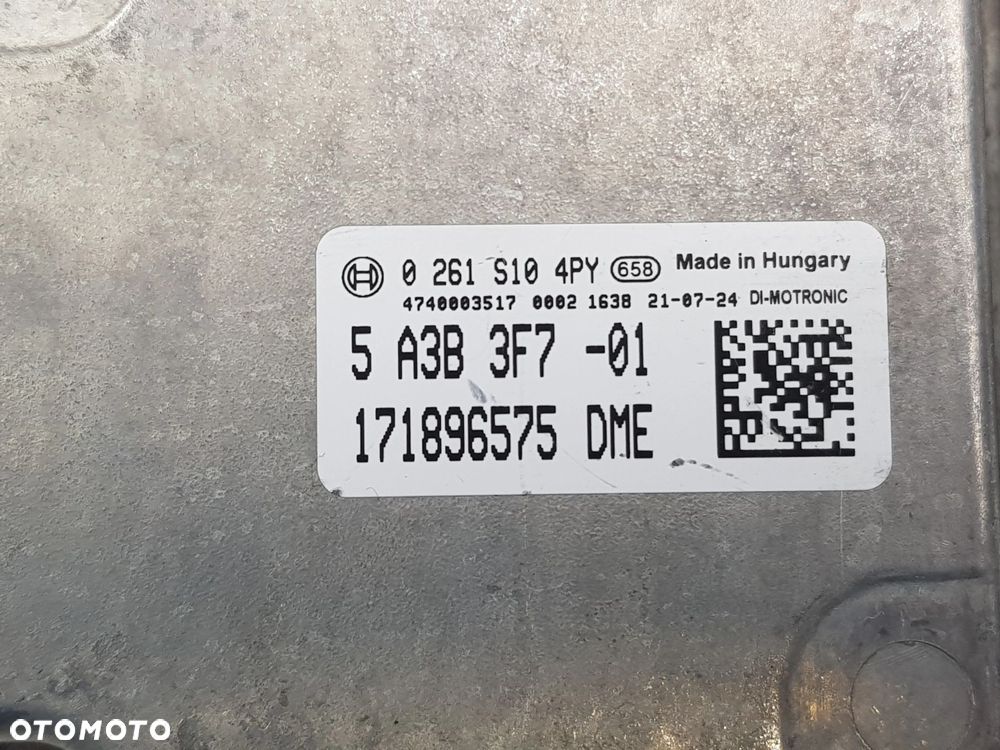 0 261 S10 4PY 658 Made in Hungary
4740003517 0002 1638 21-07-24 DI-MOTRONIC
5 A3B 3F7 -01
171896575 DME
OTOMOTO